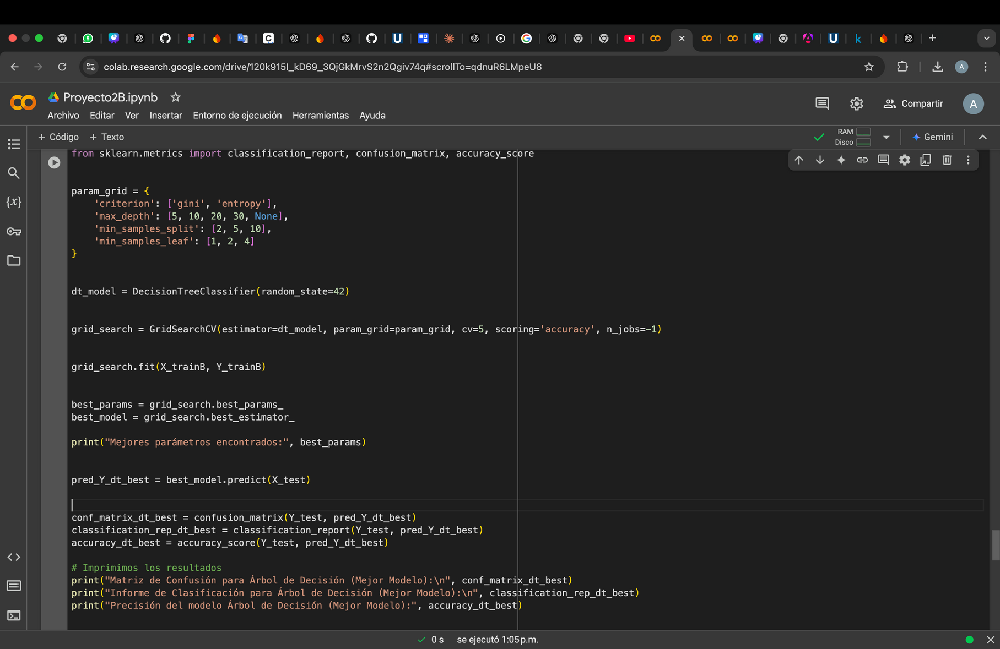 5
colab.research.google.com/drive/120k915I_kD69_3QjGkMrvS2n2Qgiv74q#scrollTo=qdnuR6LMpeU8
A
Proyecto2B.ipynb
Archivo Editar Ver Insertar Entorno de ejecución Herramientas Ayuda
Compartir
A
+ Código + Texto
RAM
Disco
Gemini
from sklearn.metrics import classification_report, confusion_matrix, accuracy_score
param_grid = {
'criterion': ['gini', 'entropy'],
'max_depth': [5, 10, 20, 30, None],
'min_samples_split': [2, 5, 10],
'min_samples_leaf': [1, 2, 4]
}
dt_model = DecisionTreeClassifier(random_state=42)
grid_search = GridSearchCV(estimator=dt_model, param_grid=param_grid, cv=5, scoring='accuracy', n_jobs=-1)
grid_search.fit(X_trainB, Y_trainB)
best_params = grid_search.best_params_
best_model = grid_search.best_estimator_
print("Mejores parámetros encontrados:", best_params)
pred_Y_dt_best = best_model.predict(X_test)
conf_matrix_dt_best = confusion_matrix(Y_test, pred_Y_dt_best)
classification_rep_dt_best = classification_report(Y_test, pred_Y_dt_best)
accuracy_dt_best = accuracy_score(Y_test, pred_Y_dt_best)
# Imprimimos los resultados
print("Matriz de Confusión para Árbol de Decisión (Mejor Modelo):\n", conf_matrix_dt_best)
print("Informe de Clasificación para Árbol de Decisión (Mejor Modelo):\n", classification_rep_dt_best)
print("Precisión del modelo Árbol de Decisión (Mejor Modelo):", accuracy_dt_best)
0 s se ejecutó 1:05 p.m.